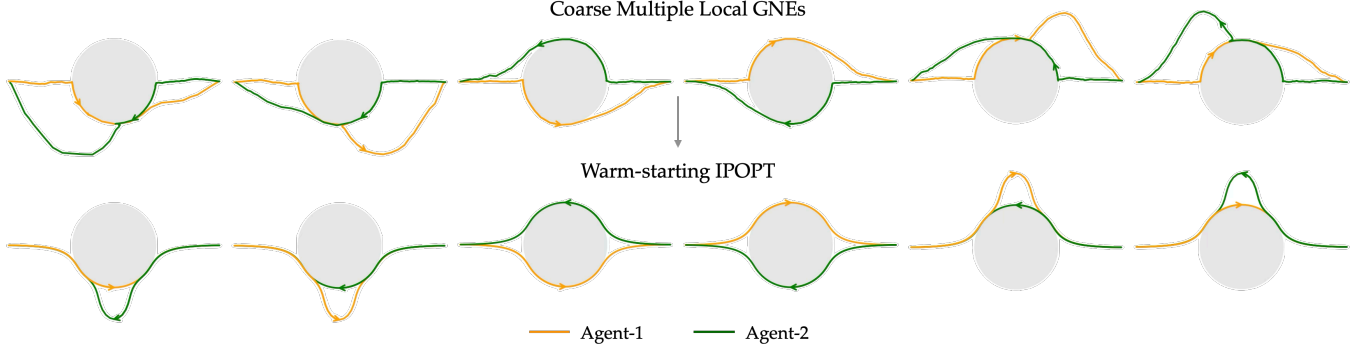 Coarse Multiple Local GNEs
Warm-starting IPOPT
Agent-1
Agent-2